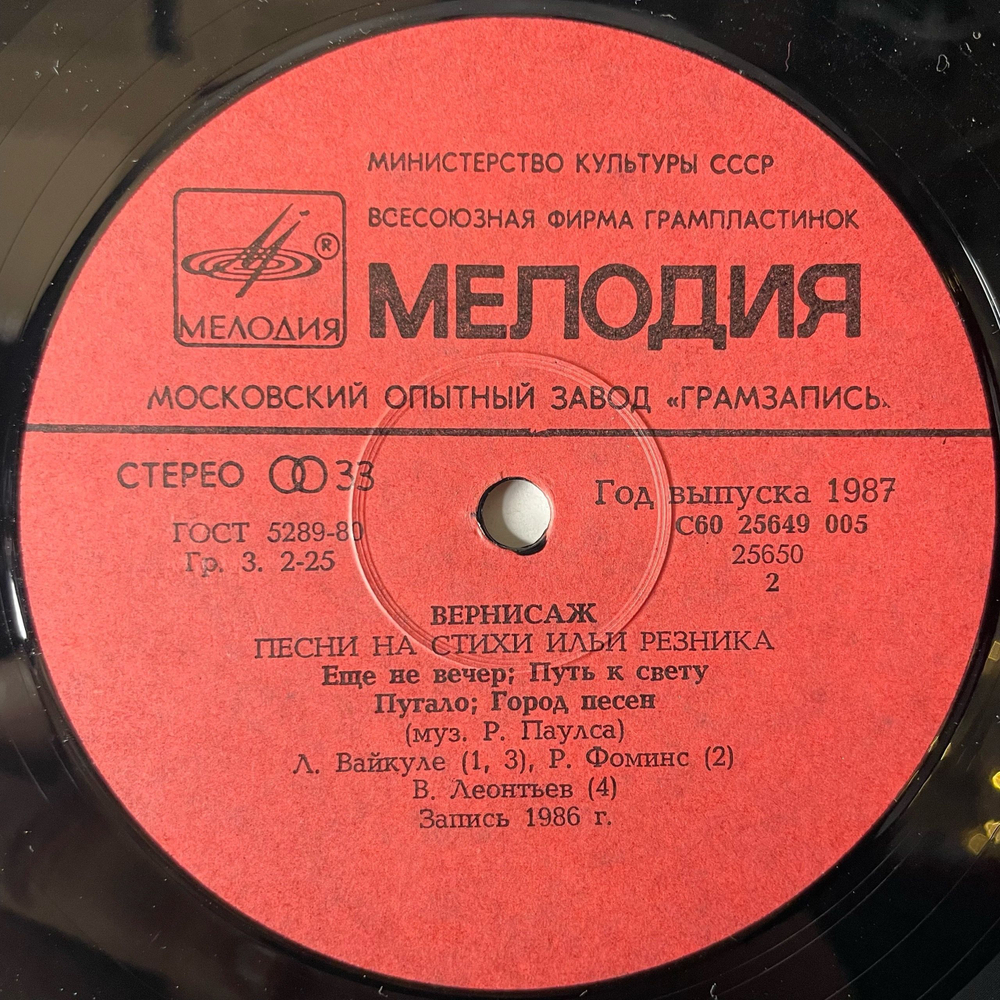 МИНИСТЕРСТВО КУЛЬТУРЫ СССР
ВСЕСОЮЗНАЯ ФИРМА ГРАМПЛАСТИНОК
®
МЕЛОДИЯ
МЕЛОДИЯ
МОСКОВСКИЙ ОПЫТНЫЙ ЗАВОД «ГРАМЗАПИСЬ»
СТЕРЕО 33
Год выпуска 1987
ГОСТ 5289-80
С60 25649 005
Гр. 3. 2-25
25650
2
ВЕРНИСАЖ
ПЕСНИ НА СТИХИ ИЛЬИ РЕЗНИКА
Еще не вечер; Путь к свету
Пугало; Город песен
(муз. Р. Паулса)
Л. Вайкуле (1, 3), Р. Фоминс (2)
В. Леонтьев (4)
Запись 1986 г.